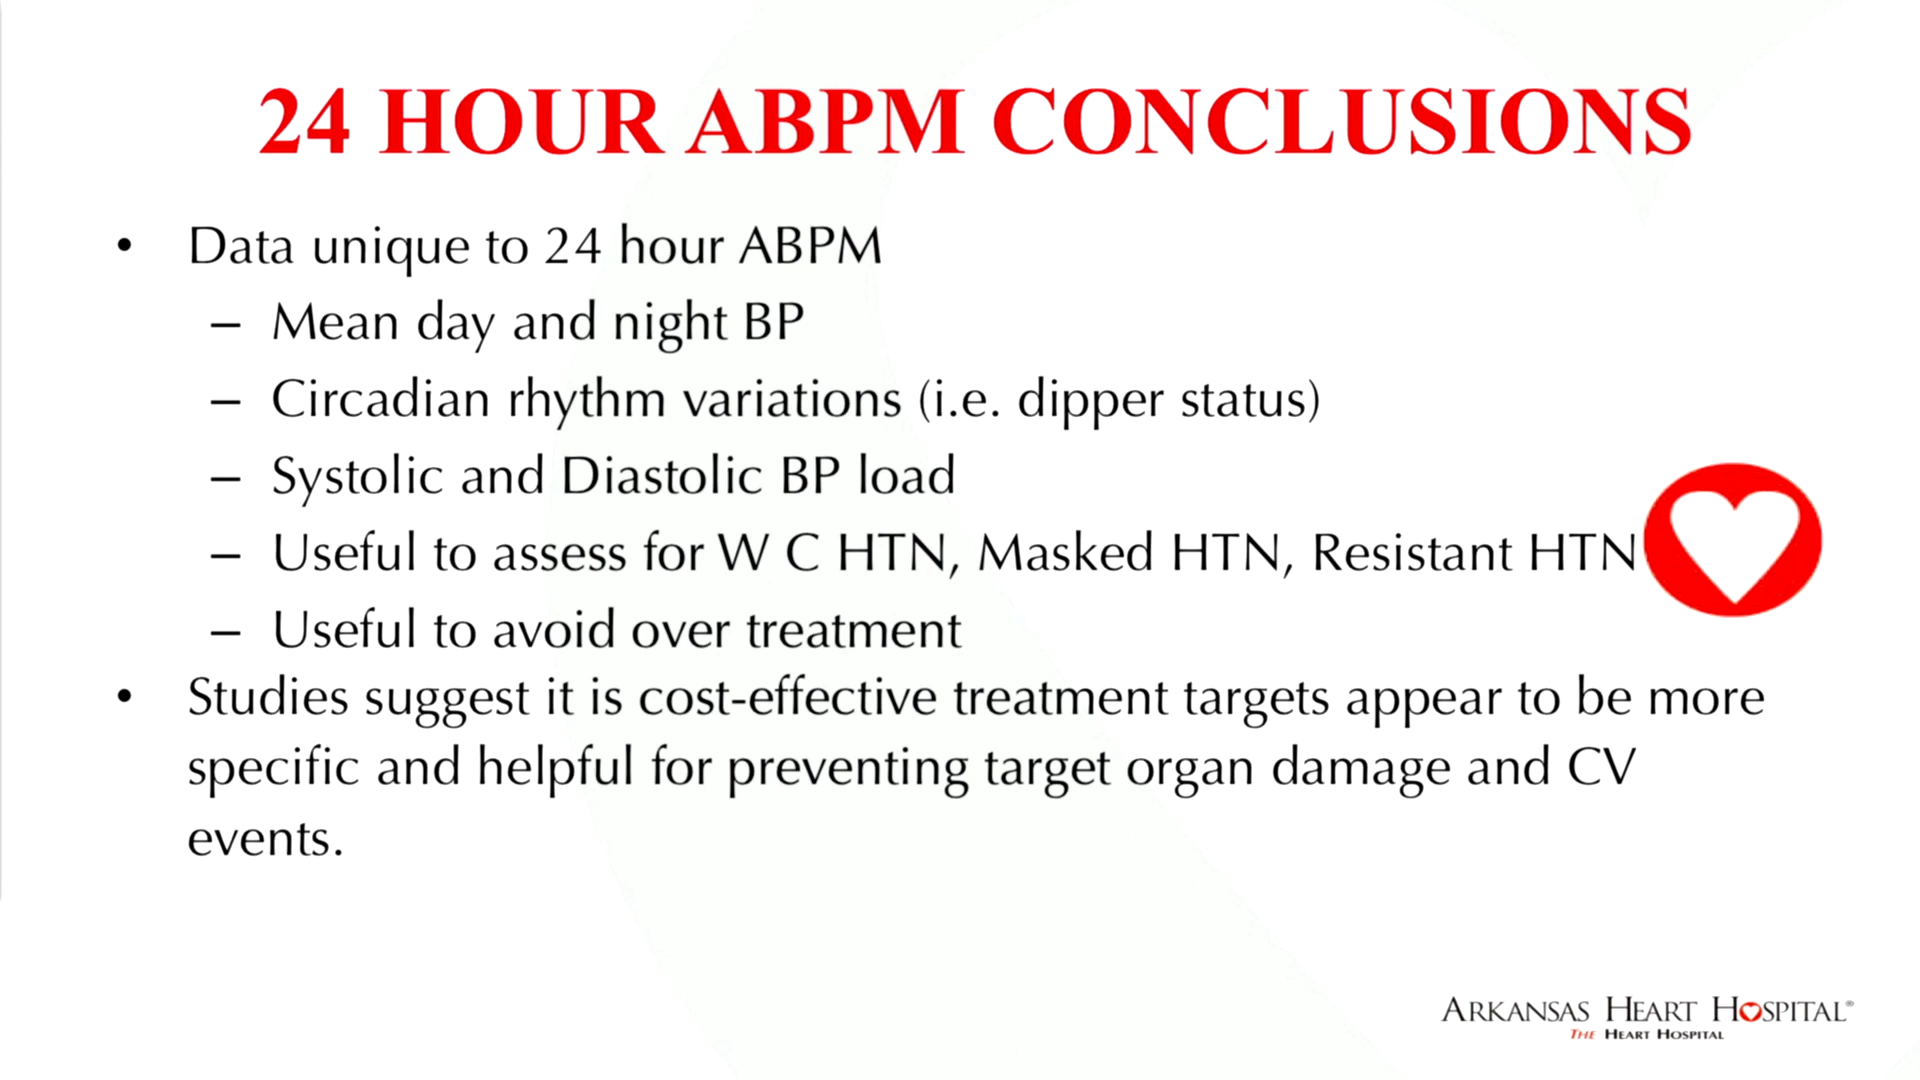 24 HOUR ABPM CONCLUSIONS
• Data unique to 24 hour ABPM
– Mean day and night BP
– Circadian rhythm variations (i.e. dipper status)
– Systolic and Diastolic BP load
– Useful to assess for W C HTN, Masked HTN, Resistant HTN
– Useful to avoid over treatment
• Studies suggest it is cost-effective treatment targets appear to be more
specific and helpful for preventing target organ damage and CV
events.
ARKANSAS HEART HOSPITAL®
THE HEART HOSPITAL